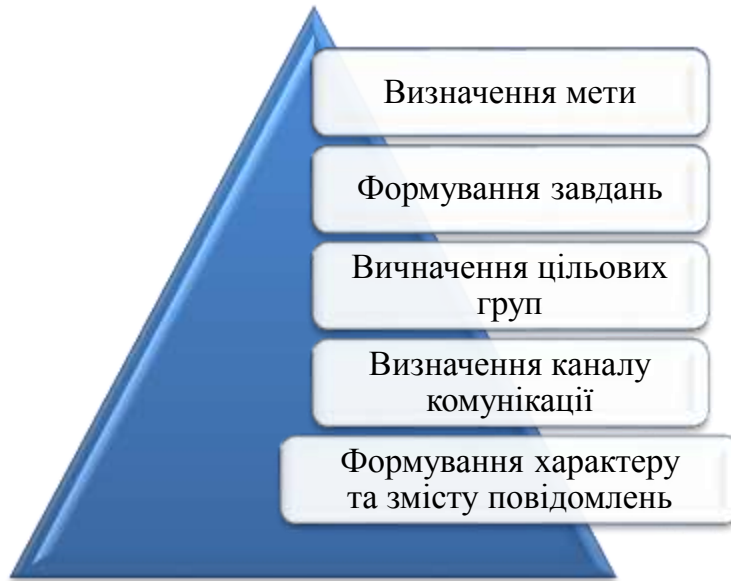 Визначення мети
Формування завдань
Вичначення цільових
груп
Визначення каналу
комунікації
Формування характеру
та змісту повідомлень